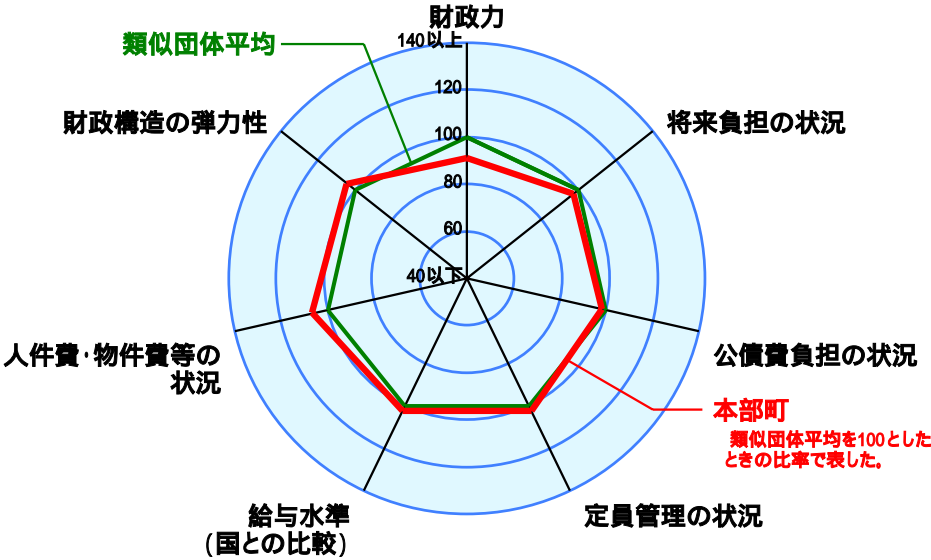 財政力
140以上
類似団体平均
120
財政構造の弾力性
将来負担の状況
100
80
60
40以下
人件費・物件費等の
状況
公債費負担の状況
本部町
類似団体平均を100とした
ときの比率で表した。
給与水準
(国との比較)
定員管理の状況